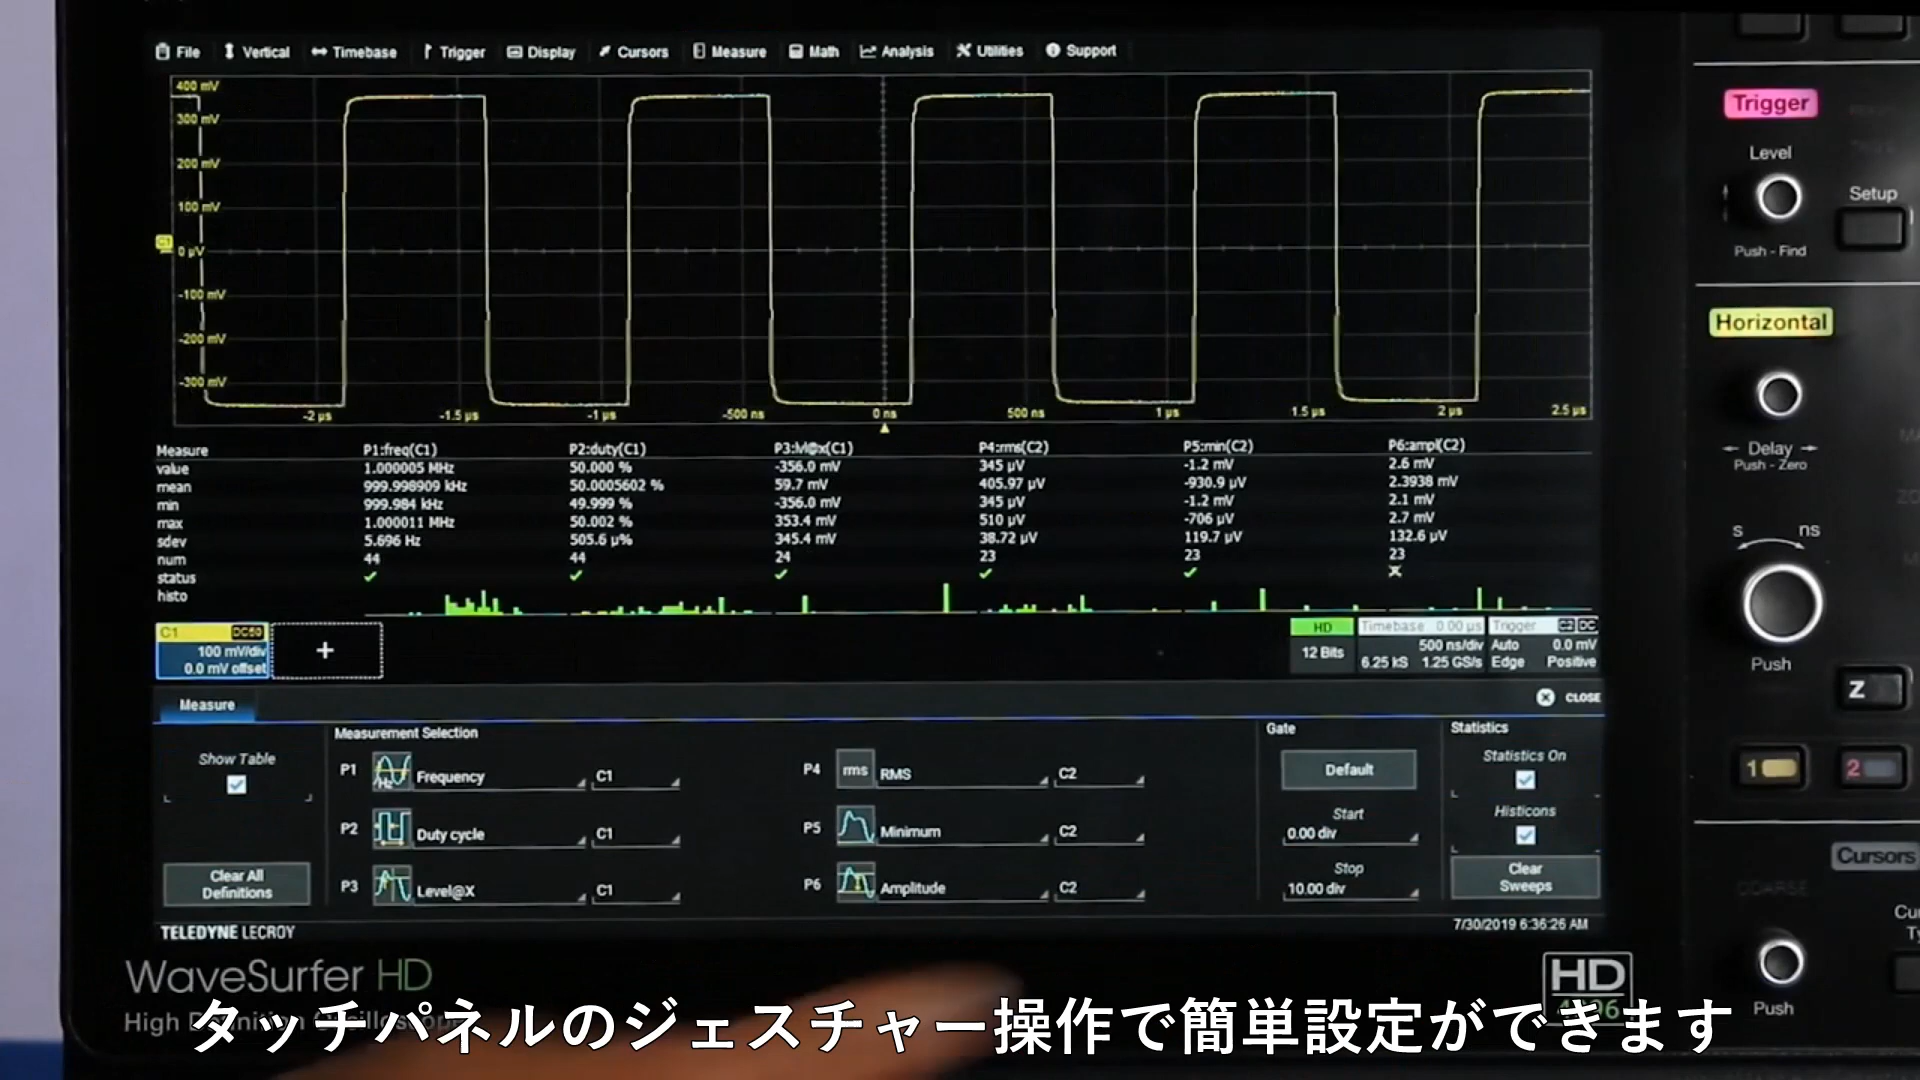 File Vertical Timebase Trigger Display Cursors Measure Math Analysis Utilities Support
400 mV
300 mV
200 mV
100 mV
C1 0 µV
-100 mV
-200 mV
-300 mV
-2 µs -1.5 µs -1 µs -500 ns 0 ns 500 ns 1 µs 1.5 µs 2 µs 2.5 µs
Measure P1:freq(C1) P2:duty(C1) P3:lvl@x(C1) P4:rms(C2) P5:min(C2) P6:ampl(C2)
value 1.000005 MHz 50.000 % -356.0 mV 345 µV -1.2 mV 2.6 mV
mean 999.998909 kHz 50.0005602 % 59.7 mV 405.97 µV -930.9 µV 2.3938 mV
min 999.984 kHz 49.999 % -356.0 mV 345 µV -1.2 mV 2.1 mV
max 1.000011 MHz 50.002 % 353.4 mV 510 µV -706 µV 2.7 mV
sdev 5.696 Hz 505.6 µ% 345.4 mV 38.72 µV 119.7 µV 132.6 µV
num 44 44 24 23 23 23
status
histo
C1 DC50
100 mV/div
0.0 mV offset
+
HD
12 Bits
Timebase 0.00 µs
500 ns/div
6.25 kS 1.25 GS/s
Trigger C2 DC
Auto 0.0 mV
Edge Positive
Measure
CLOSE
Show Table
Clear All
Definitions
Measurement Selection
P1 Hz Frequency C1
P2 Duty cycle C1
P3 Level@X C1
P4 rms RMS C2
P5 Minimum C2
P6 Amplitude C2
Gate
Default
Start
0.00 div
Stop
10.00 div
Statistics
Statistics On
Histicons
Clear
Sweeps
TELEDYNE LECROY
7/30/2019 6:36:26 AM
WaveSurfer HD
High Definition
HD
Trigger
Level
Setup
Push - Find
Horizontal
Delay
Push - Zero
S ns
Push
Z
1
2
Cursors
Push
タッチパネルのジェスチャー操作で簡単設定ができます